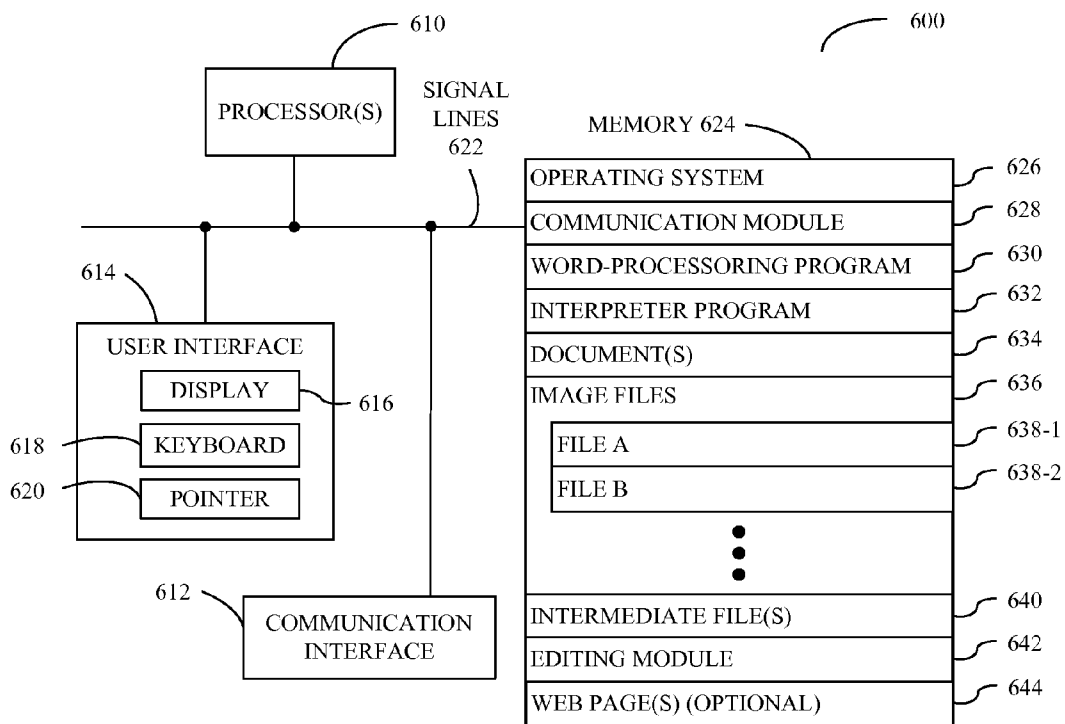 610
600
PROCESSOR(S)
SIGNAL
LINES
622
MEMORY 624
OPERATING SYSTEM
626
COMMUNICATION MODULE
628
WORD-PROCESSORING PROGRAM
630
INTERPRETER PROGRAM
632
DOCUMENT(S)
634
IMAGE FILES
636
FILE A
638-1
FILE B
638-2
INTERMEDIATE FILE(S)
640
EDITING MODULE
642
WEB PAGE(S) (OPTIONAL)
644
614
USER INTERFACE
DISPLAY
616
618
KEYBOARD
620
POINTER
612
COMMUNICATION
INTERFACE